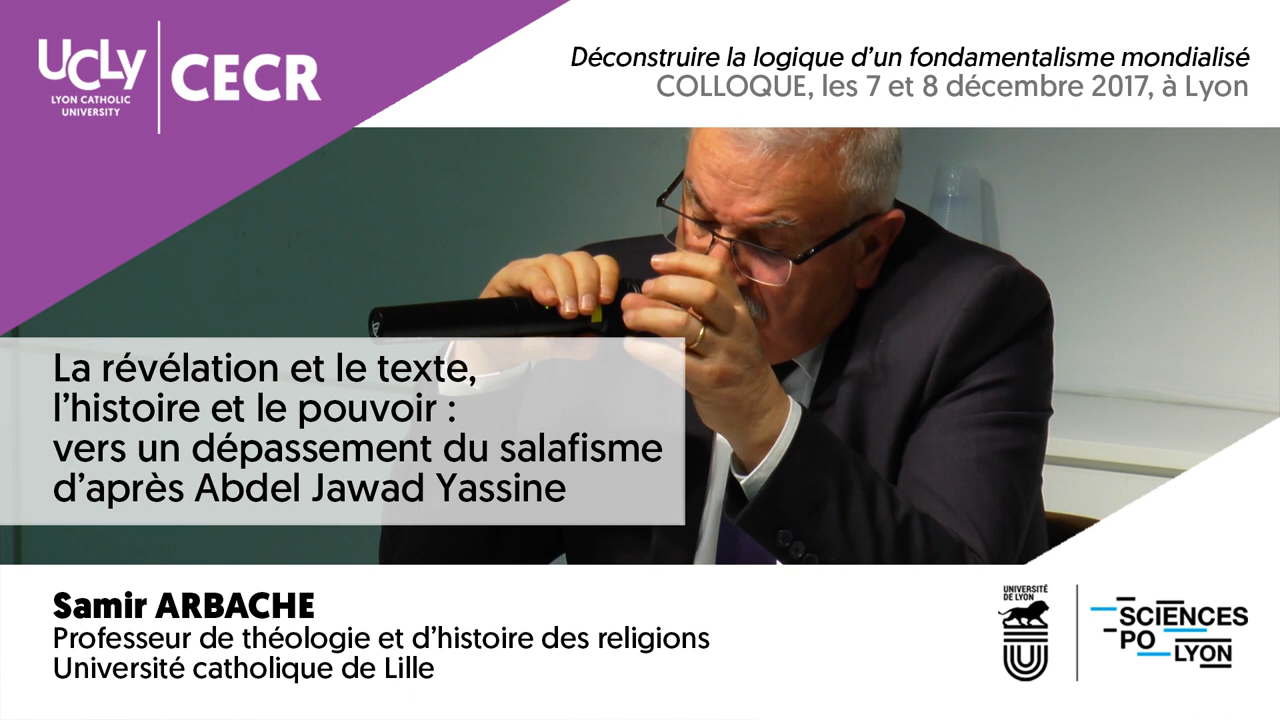 UCLy
LYON CATHOLIC
UNIVERSITY
CECR
Déconstruire la logique d’un fondamentalisme mondialisé
COLLOQUE, les 7 et 8 décembre 2017, à Lyon
La révélation et le texte,
l’histoire et le pouvoir :
vers un dépassement du salafisme
d’après Abdel Jawad Yassine
Samir ARBACHE
Professeur de théologie et d’histoire des religions
Université catholique de Lille
UNIVERSITÉ
DE LYON
SCIENCES
PO
LYON